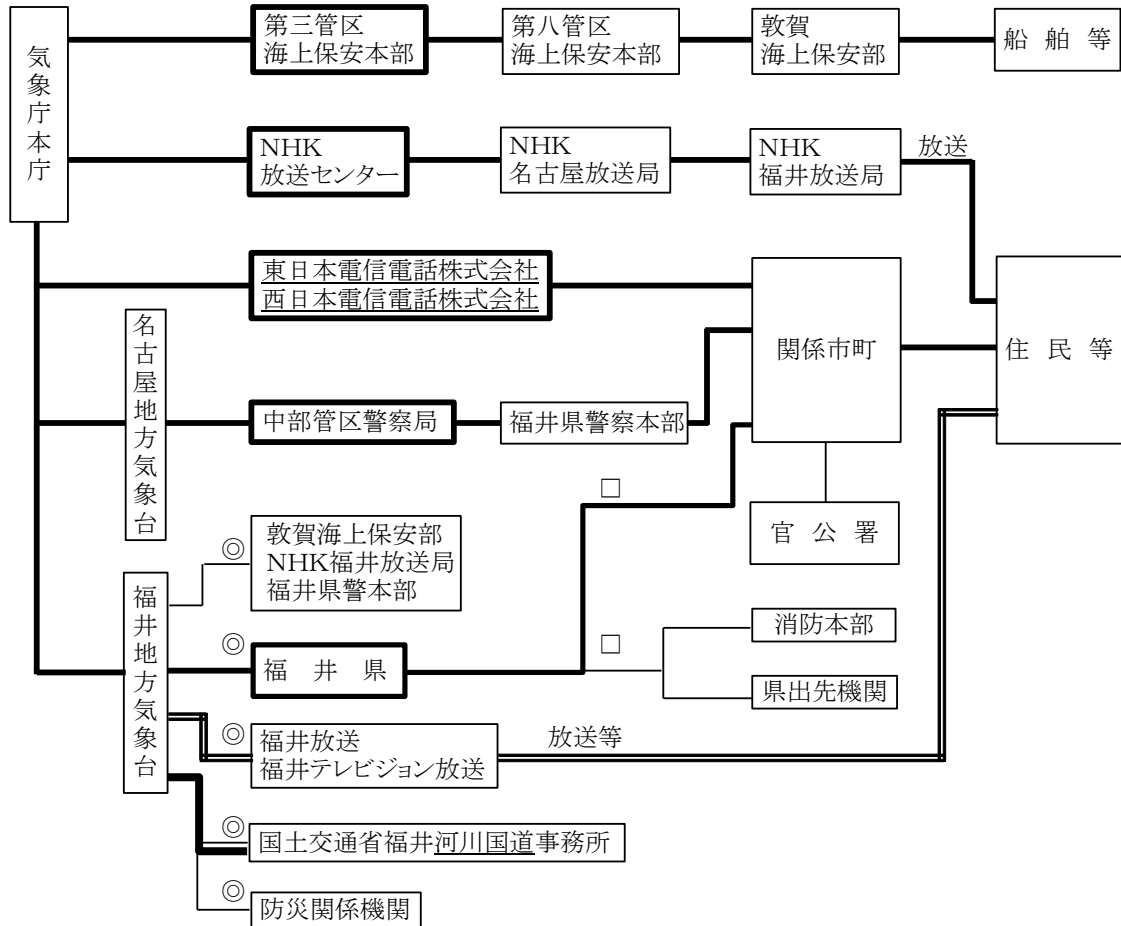 気象庁本庁
第三管区
海上保安本部
第八管区
海上保安本部
敦賀
海上保安部
船舶等
NHK
放送センター
NHK
名古屋放送局
NHK
福井放送局
放送
東日本電信電話株式会社
西日本電信電話株式会社
関係市町
住民等
名古屋地方気象台
中部管区警察局
福井県警察本部
□
官公署
◎
敦賀海上保安部
NHK福井放送局
福井県警本部
福井地方気象台
◎
福井県
□
消防本部
県出先機関
◎
福井放送
福井テレビジョン放送
放送等
◎
国土交通省福井河川国道事務所
◎
防災関係機関